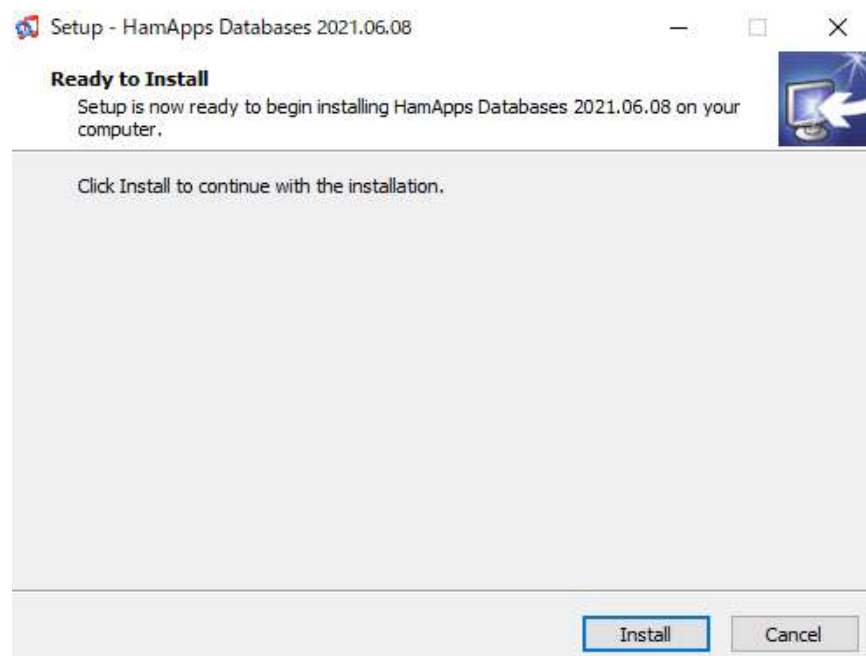 Setup - HamApps Databases 2021.06.08
Ready to Install
Setup is now ready to begin installing HamApps Databases 2021.06.08 on your
computer.
Click Install to continue with the installation.
Install
Cancel